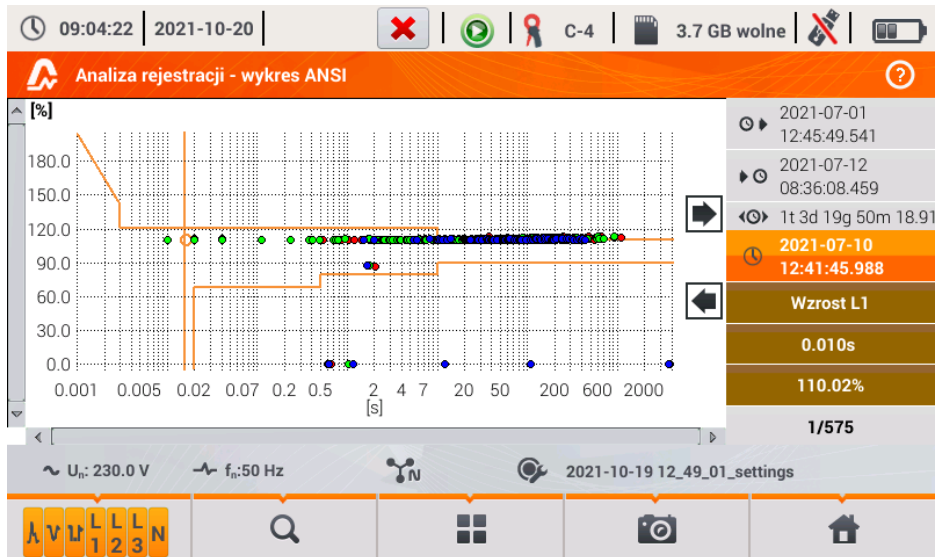 09:04:22 2021-10-20 C-4 3.7 GB wolne
Analiza rejestracji - wykres ANSI ?
[%]
180.0
150.0
120.0
90.0
60.0
30.0
0.0
0.001 0.005 0.02 0.07 0.2 0.5 2 4 7 20 50 200 600 2000
[s]
2021-07-01
12:45:49.541
2021-07-12
08:36:08.459
1t 3d 19g 50m 18.91
2021-07-10
12:41:45.988
Wzrost L1
0.010s
110.02%
1/575
Un: 230.0 V fn:50 Hz N 2021-10-19 12_49_01_settings
L1 L2 L3 N